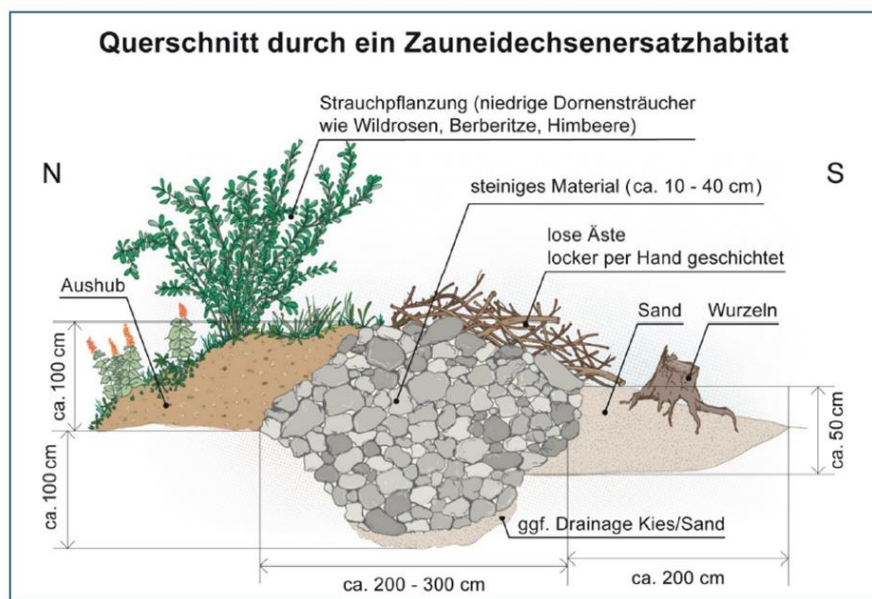 Querschnitt durch ein Zauneidechsenersatzhabitat
Strauchpflanzung (niedrige Dornensträucher
wie Wildrosen, Berberitze, Himbeere)
N
S
steiniges Material (ca. 10 - 40 cm)
lose Äste
locker per Hand geschichtet
Aushub
Sand
Wurzeln
ca. 100 cm
ca. 50 cm
ca. 100 cm
ggf. Drainage Kies/Sand
ca. 200 - 300 cm
ca. 200 cm